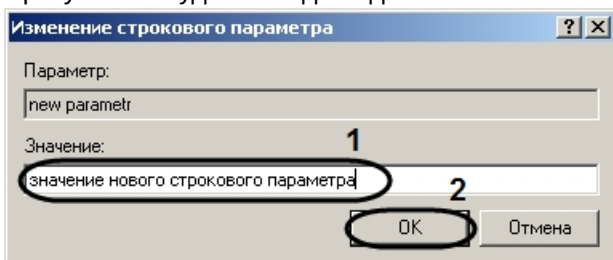 Изменение строкового параметра ? ×
Параметр:
new parametr
Значение: 1
значение нового строкового параметра
2
OK Отмена